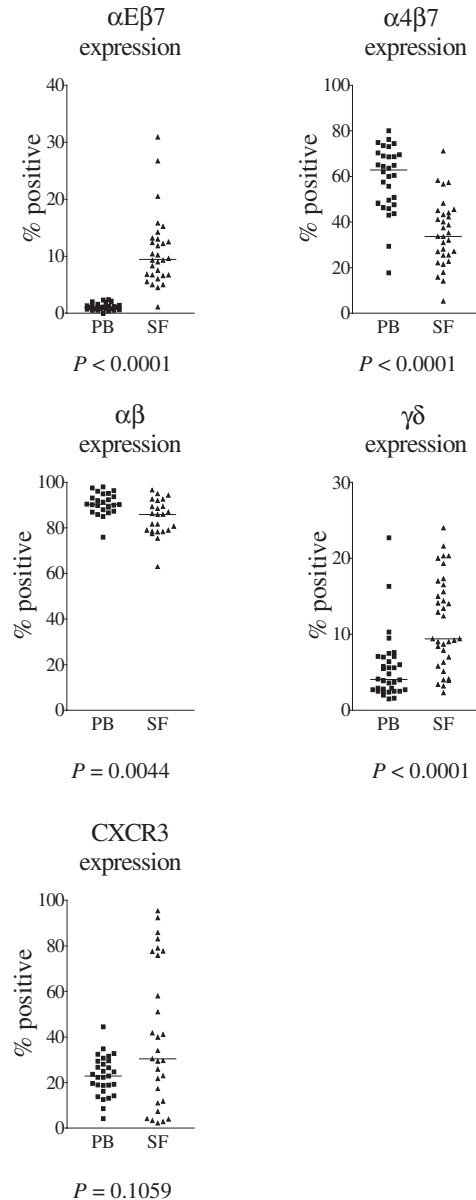 αEβ7
expression
% positive
40
30
20
10
0
PB SF
P < 0.0001
α4β7
expression
% positive
100
80
60
40
20
0
PB SF
P < 0.0001
αβ
expression
% positive
100
80
60
40
20
0
PB SF
P = 0.0044
γδ
expression
% positive
30
20
10
0
PB SF
P < 0.0001
CXCR3
expression
% positive
100
80
60
40
20
0
PB SF
P = 0.1059